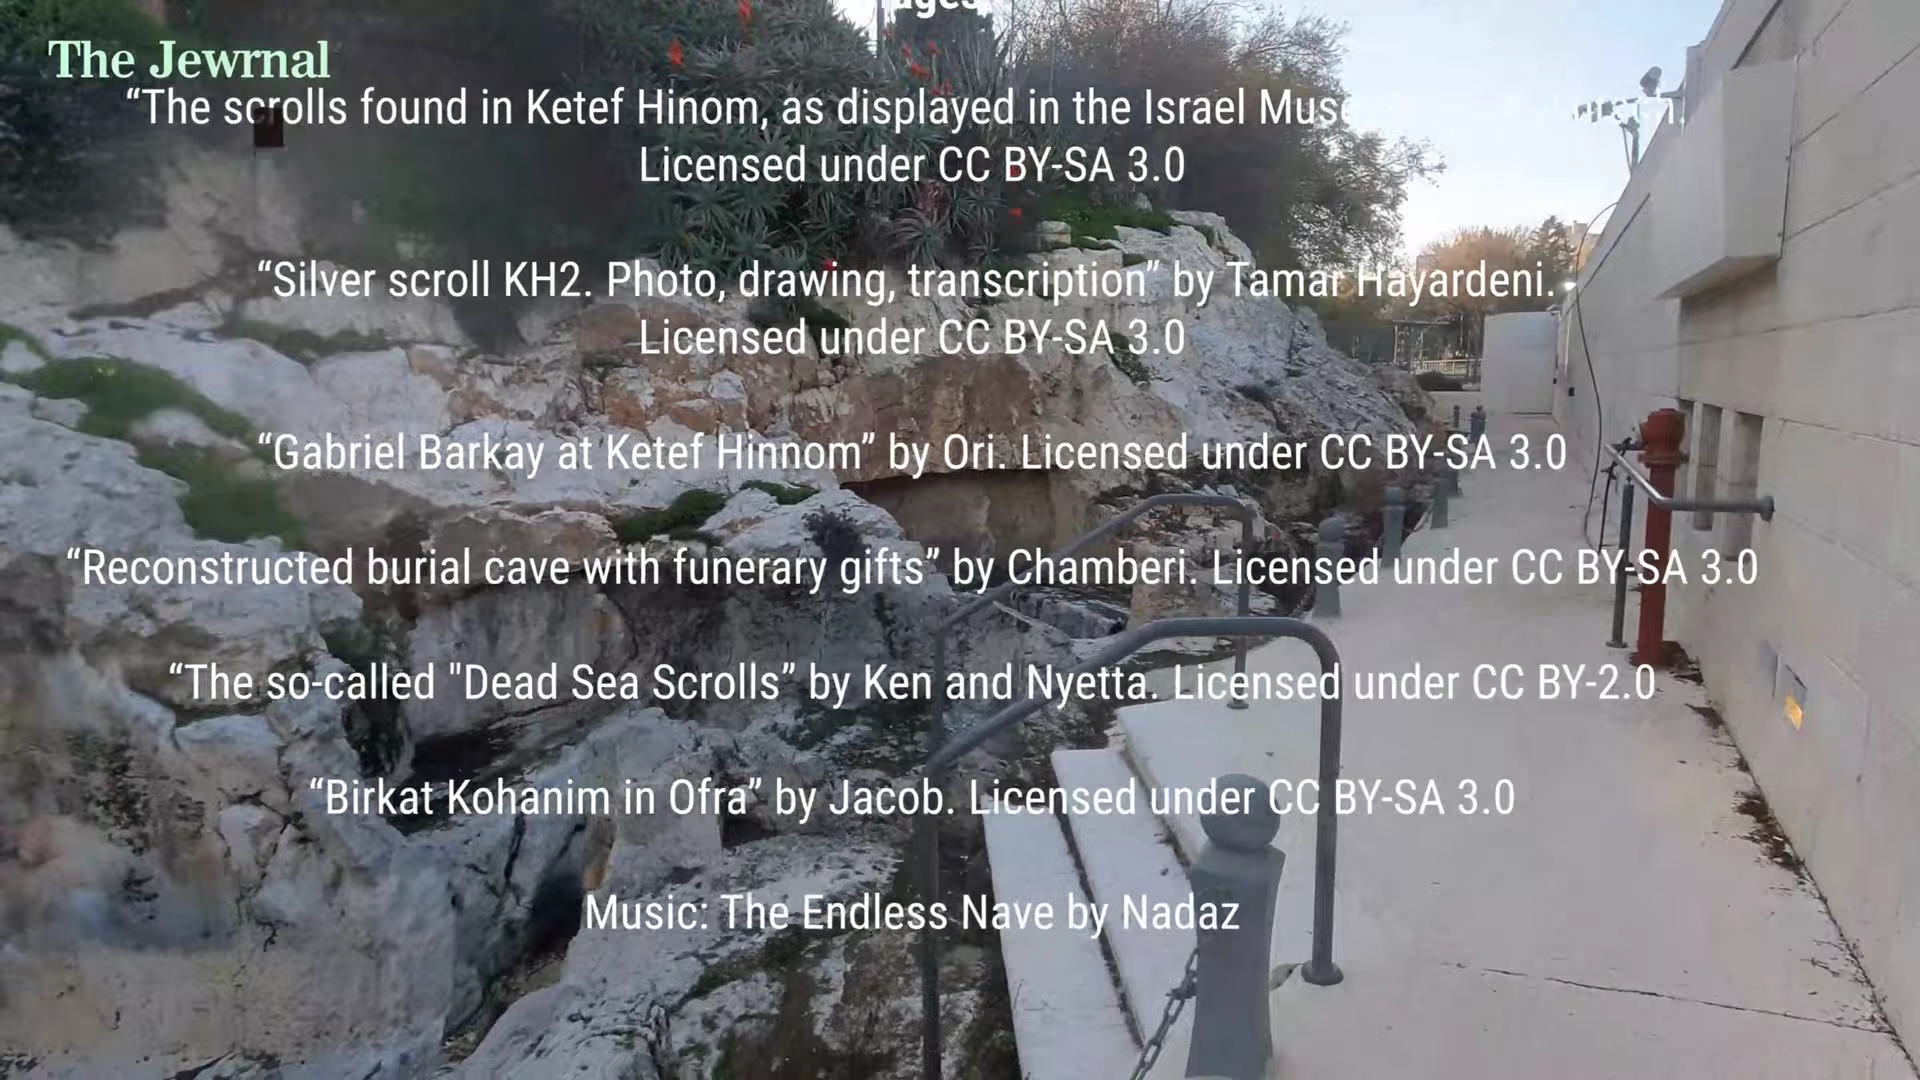 The Jewrnal
“The scrolls found in Ketef Hinom, as displayed in the Israel
Licensed under CC BY-SA 3.0
“Silver scroll KH2. Photo, drawing, transcription” by Tamar Hayardeni.
Licensed under CC BY-SA 3.0
“Gabriel Barkay at Ketef Hinnom” by Ori. Licensed under CC BY-SA 3.0
“Reconstructed burial cave with funerary gifts” by Chamberi. Licensed under CC BY-SA 3.0
“The so-called "Dead Sea Scrolls” by Ken and Nyetta. Licensed under CC BY-2.0
“Birkat Kohanim in Ofra” by Jacob. Licensed under CC BY-SA 3.0
Music: The Endless Nave by Nadaz